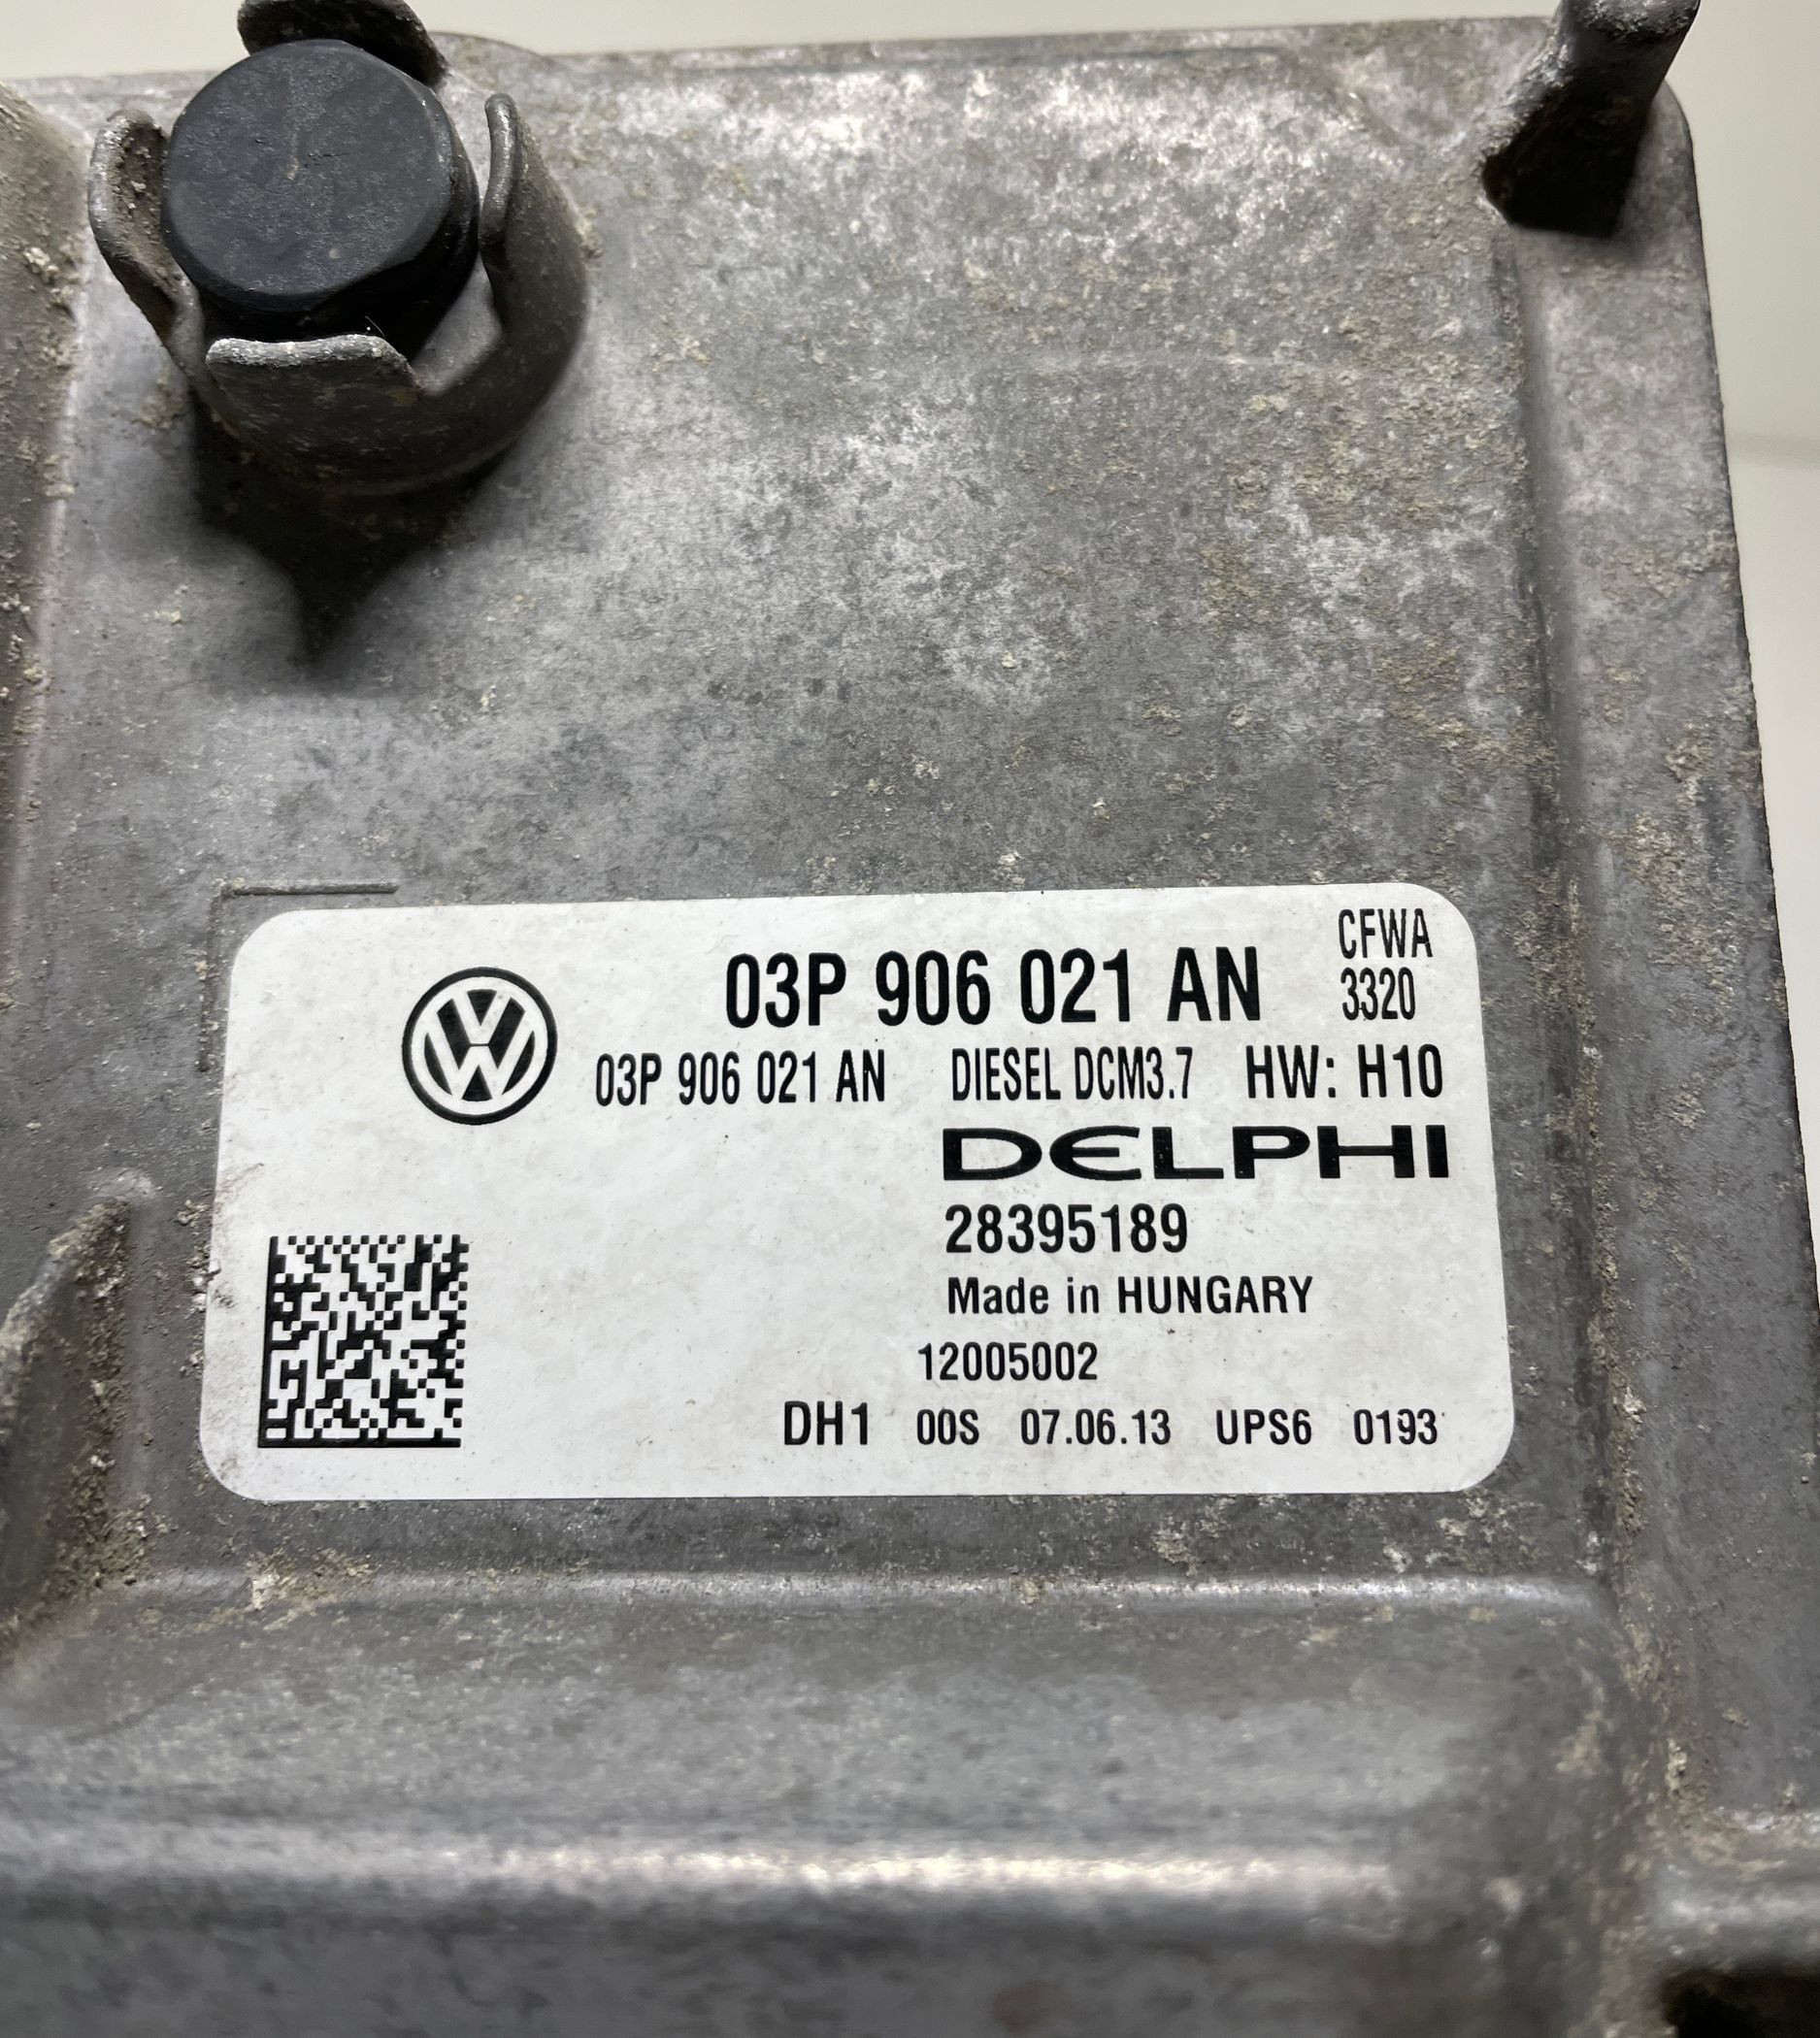 CFWA
03P 906 021 AN 3320
03P 906 021 AN DIESEL DCM3.7 HW: H10
DELPHI
28395189
Made in HUNGARY
12005002
DH1 00S 07.06.13 UPS6 0193